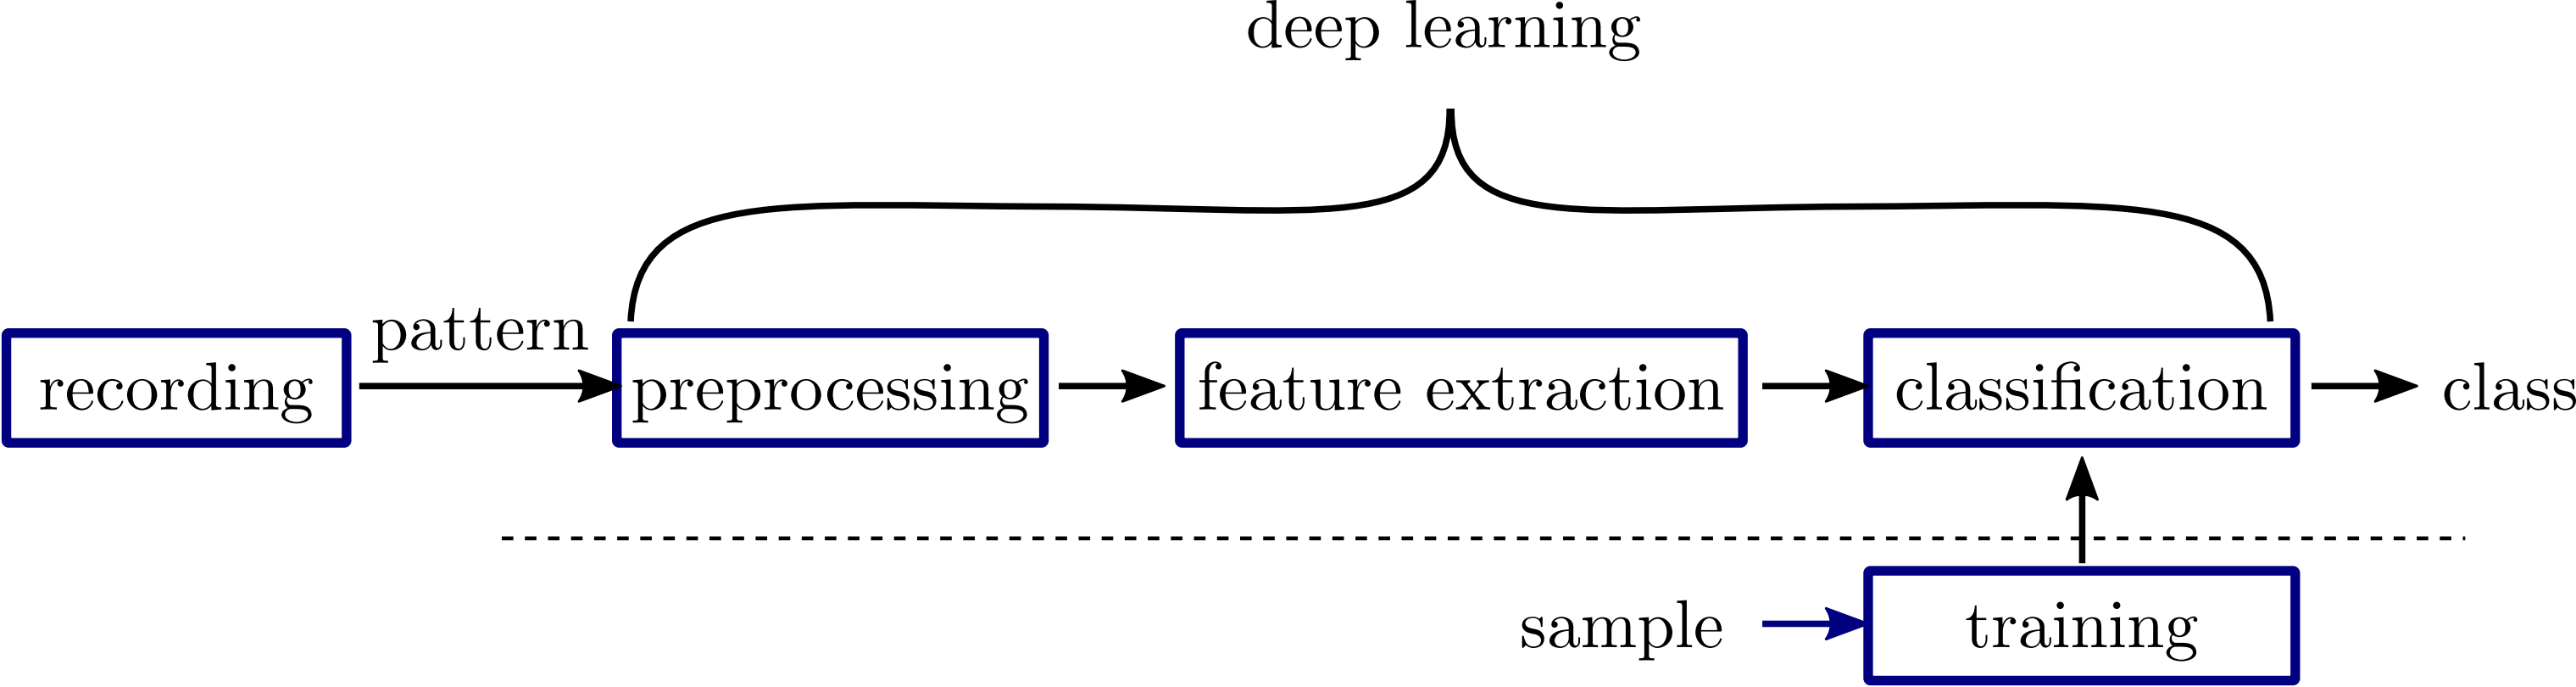 deep learning
pattern
recording
preprocessing
feature extraction
classification
class
sample
training